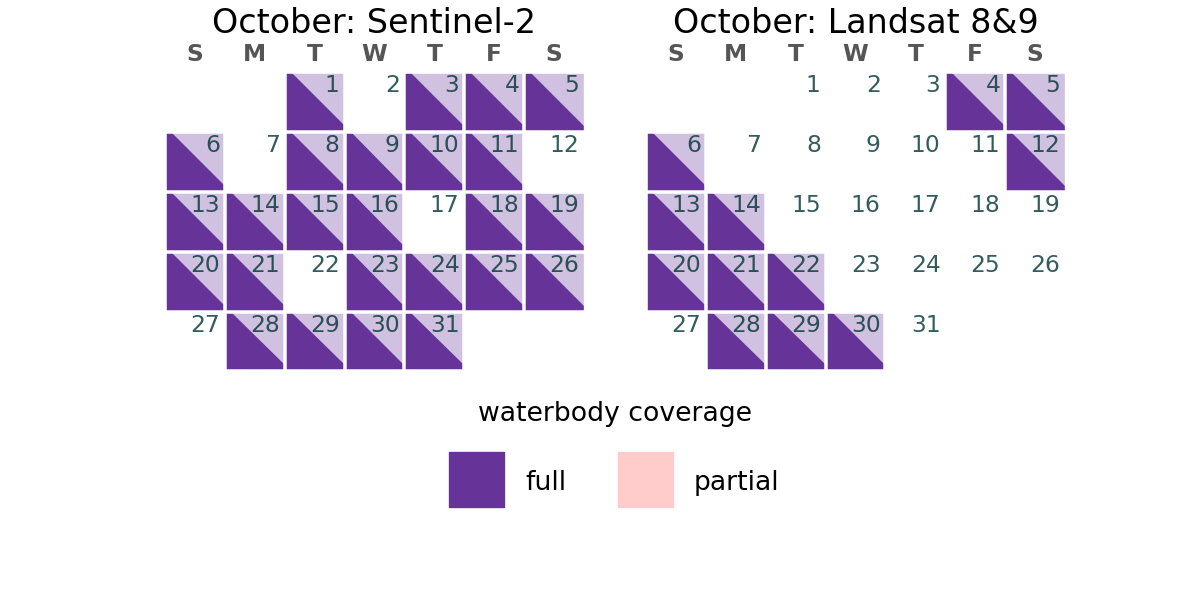 October: Sentinel-2
S M T W T F S
1 2 3 4 5
6 7 8 9 10 11 12
13 14 15 16 17 18 19
20 21 22 23 24 25 26
27 28 29 30 31
October: Landsat 8&9
S M T W T F S
1 2 3 4 5
6 7 8 9 10 11 12
13 14 15 16 17 18 19
20 21 22 23 24 25 26
27 28 29 30 31
waterbody coverage
full partial